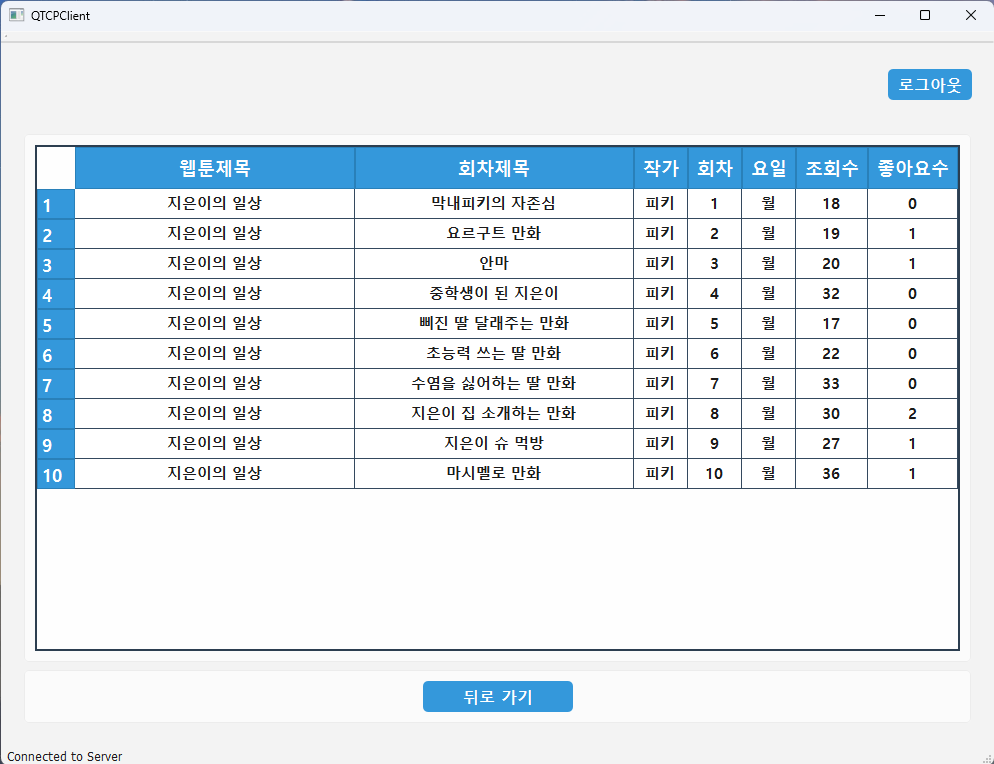 QTCPClient
로그아웃
웹툰제목 회차제목 작가 회차 요일 조회수 좋아요수
1 지은이의 일상 막내피키의 자존심 피키 1 월 18 0
2 지은이의 일상 요르구트 만화 피키 2 월 19 1
3 지은이의 일상 안마 피키 3 월 20 1
4 지은이의 일상 중학생이 된 지은이 피키 4 월 32 0
5 지은이의 일상 삐진 딸 달래주는 만화 피키 5 월 17 0
6 지은이의 일상 초능력 쓰는 딸 만화 피키 6 월 22 0
7 지은이의 일상 수염을 싫어하는 딸 만화 피키 7 월 33 0
8 지은이의 일상 지은이 집 소개하는 만화 피키 8 월 30 2
9 지은이의 일상 지은이 슈 먹방 피키 9 월 27 1
10 지은이의 일상 마시멜로 만화 피키 10 월 36 1
뒤로 가기
Connected to Server